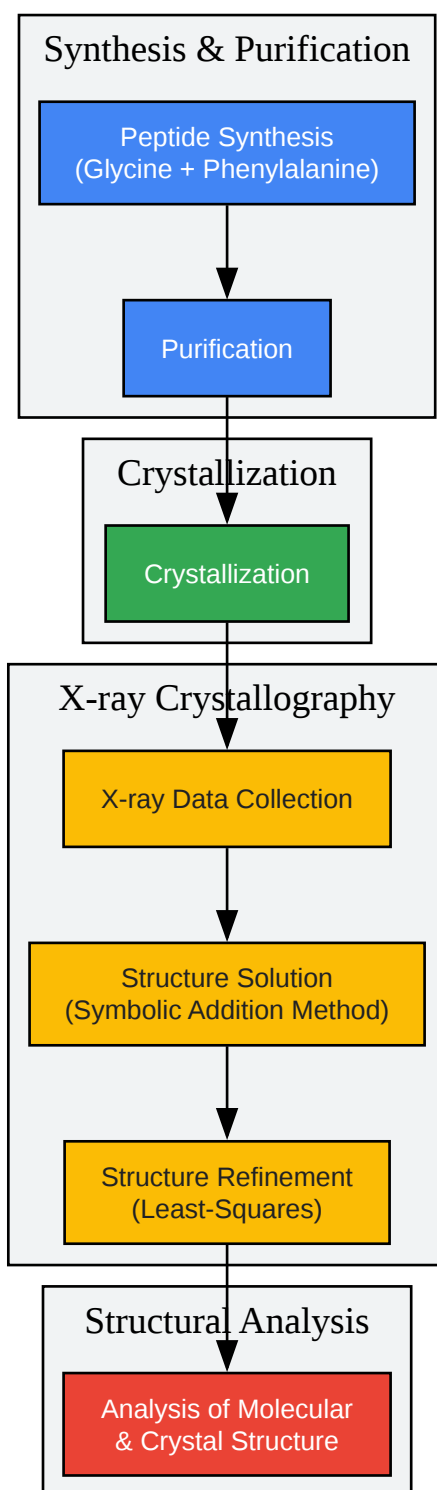 Synthesis & Purification
Peptide Synthesis
(Glycine + Phenylalanine)
Purification
Crystallization
Crystallization
X-ray Crystallography
X-ray Data Collection
Structure Solution
(Symbolic Addition Method)
Structure Refinement
(Least-Squares)
Structural Analysis
Analysis of Molecular
& Crystal Structure